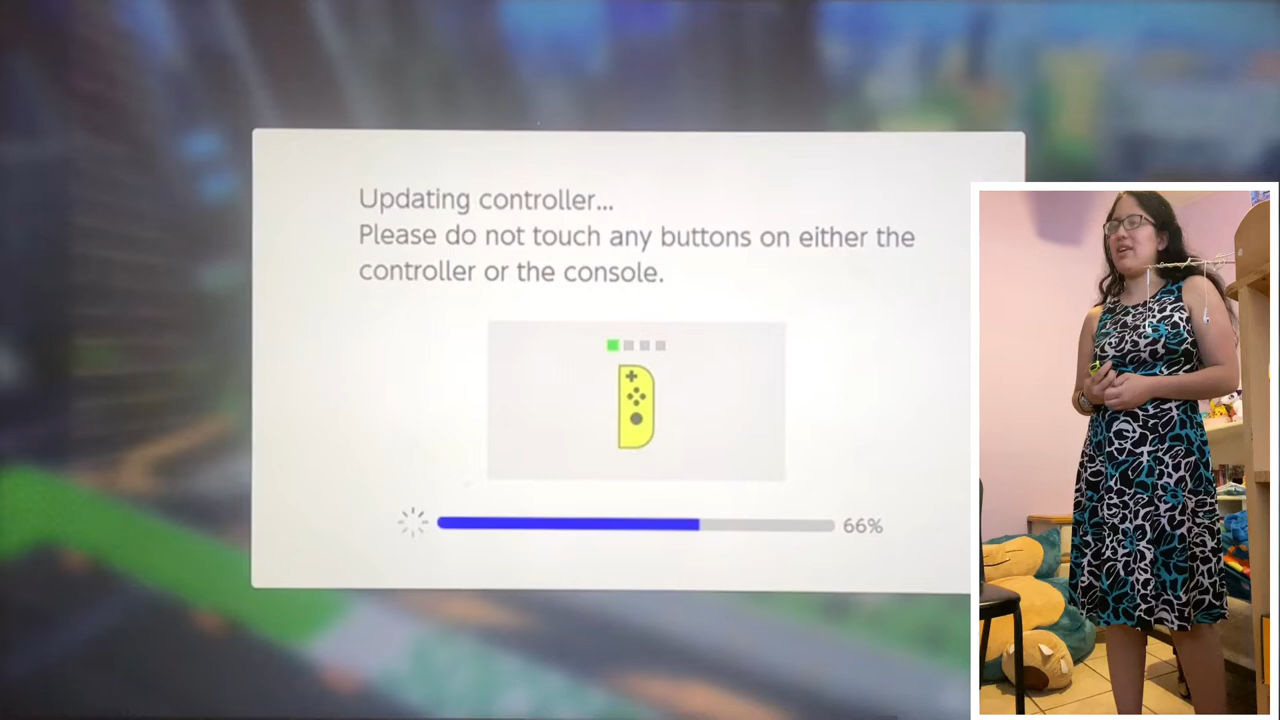 Updating controller...
Please do not touch any buttons on either the
controller or the console.
66%